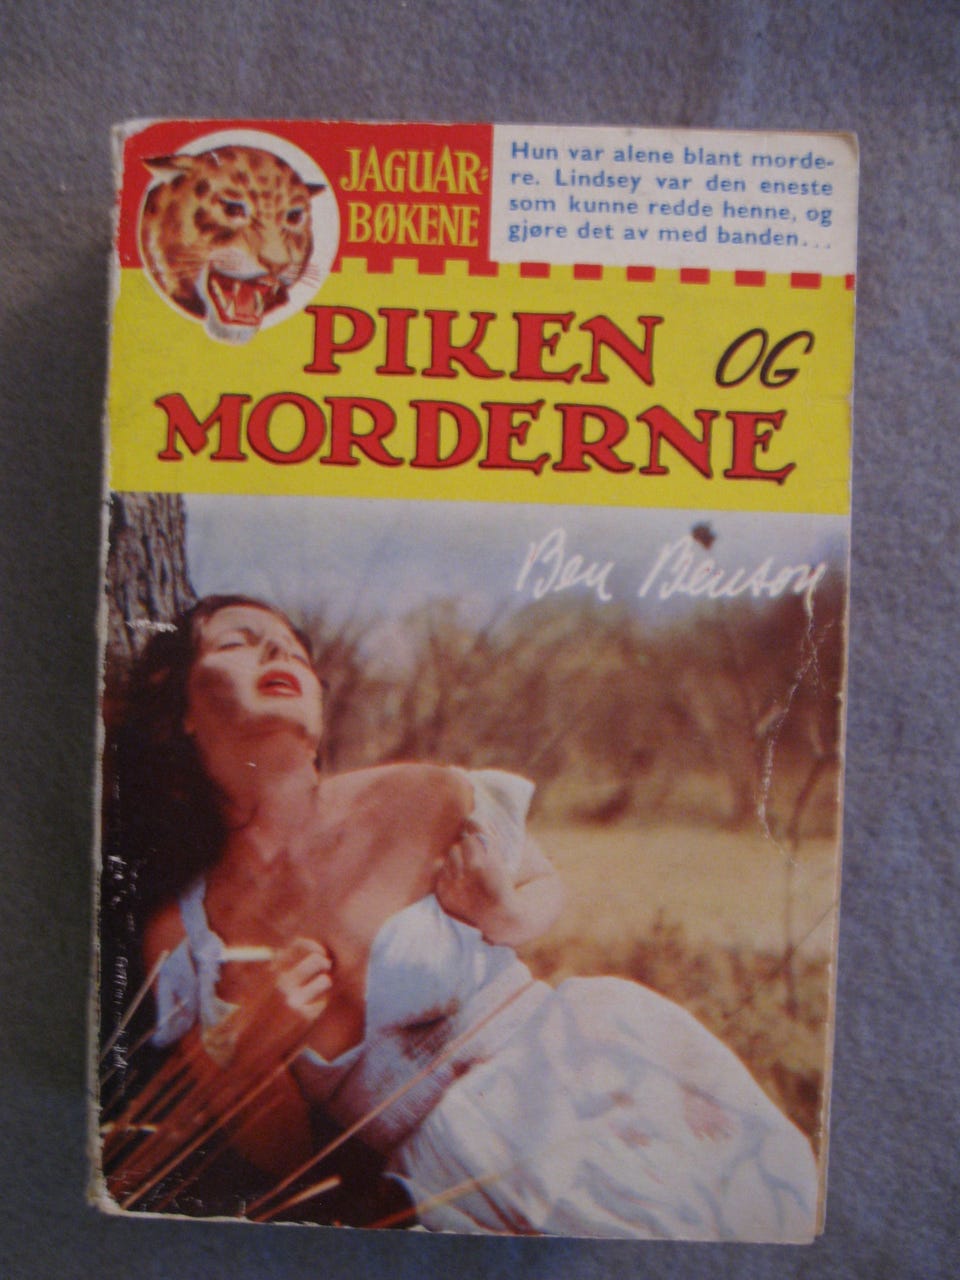 JAGUAR-
BØKENE
Hun var alene blant morde-
re. Lindsey var den eneste
som kunne redde henne, og
gjøre det av med banden...
PIKEN OG
MORDERNE
Ben Benson